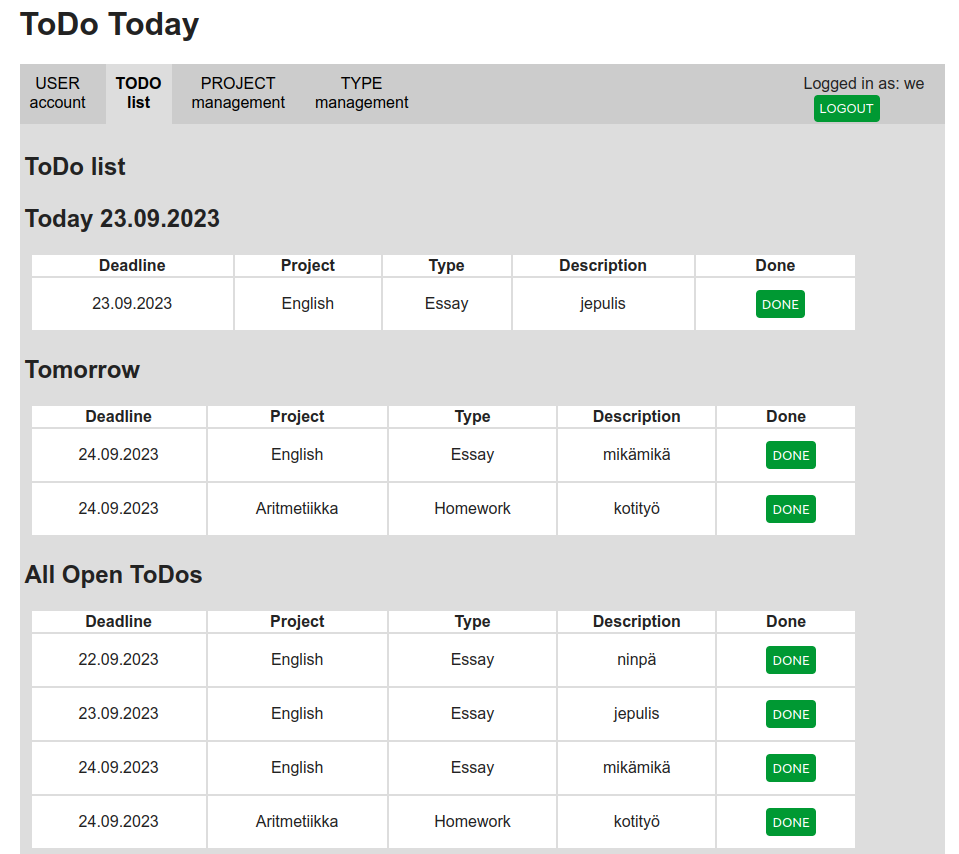 ToDo Today
USER account
TODO list
PROJECT management
TYPE management
Logged in as: we
LOGOUT
ToDo list
Today 23.09.2023
Deadline Project Type Description Done
23.09.2023 English Essay jepulis DONE
Tomorrow
Deadline Project Type Description Done
24.09.2023 English Essay mikämikä DONE
24.09.2023 Aritmetiikka Homework kotityö DONE
All Open ToDos
Deadline Project Type Description Done
22.09.2023 English Essay ninpä DONE
23.09.2023 English Essay jepulis DONE
24.09.2023 English Essay mikämikä DONE
24.09.2023 Aritmetiikka Homework kotityö DONE